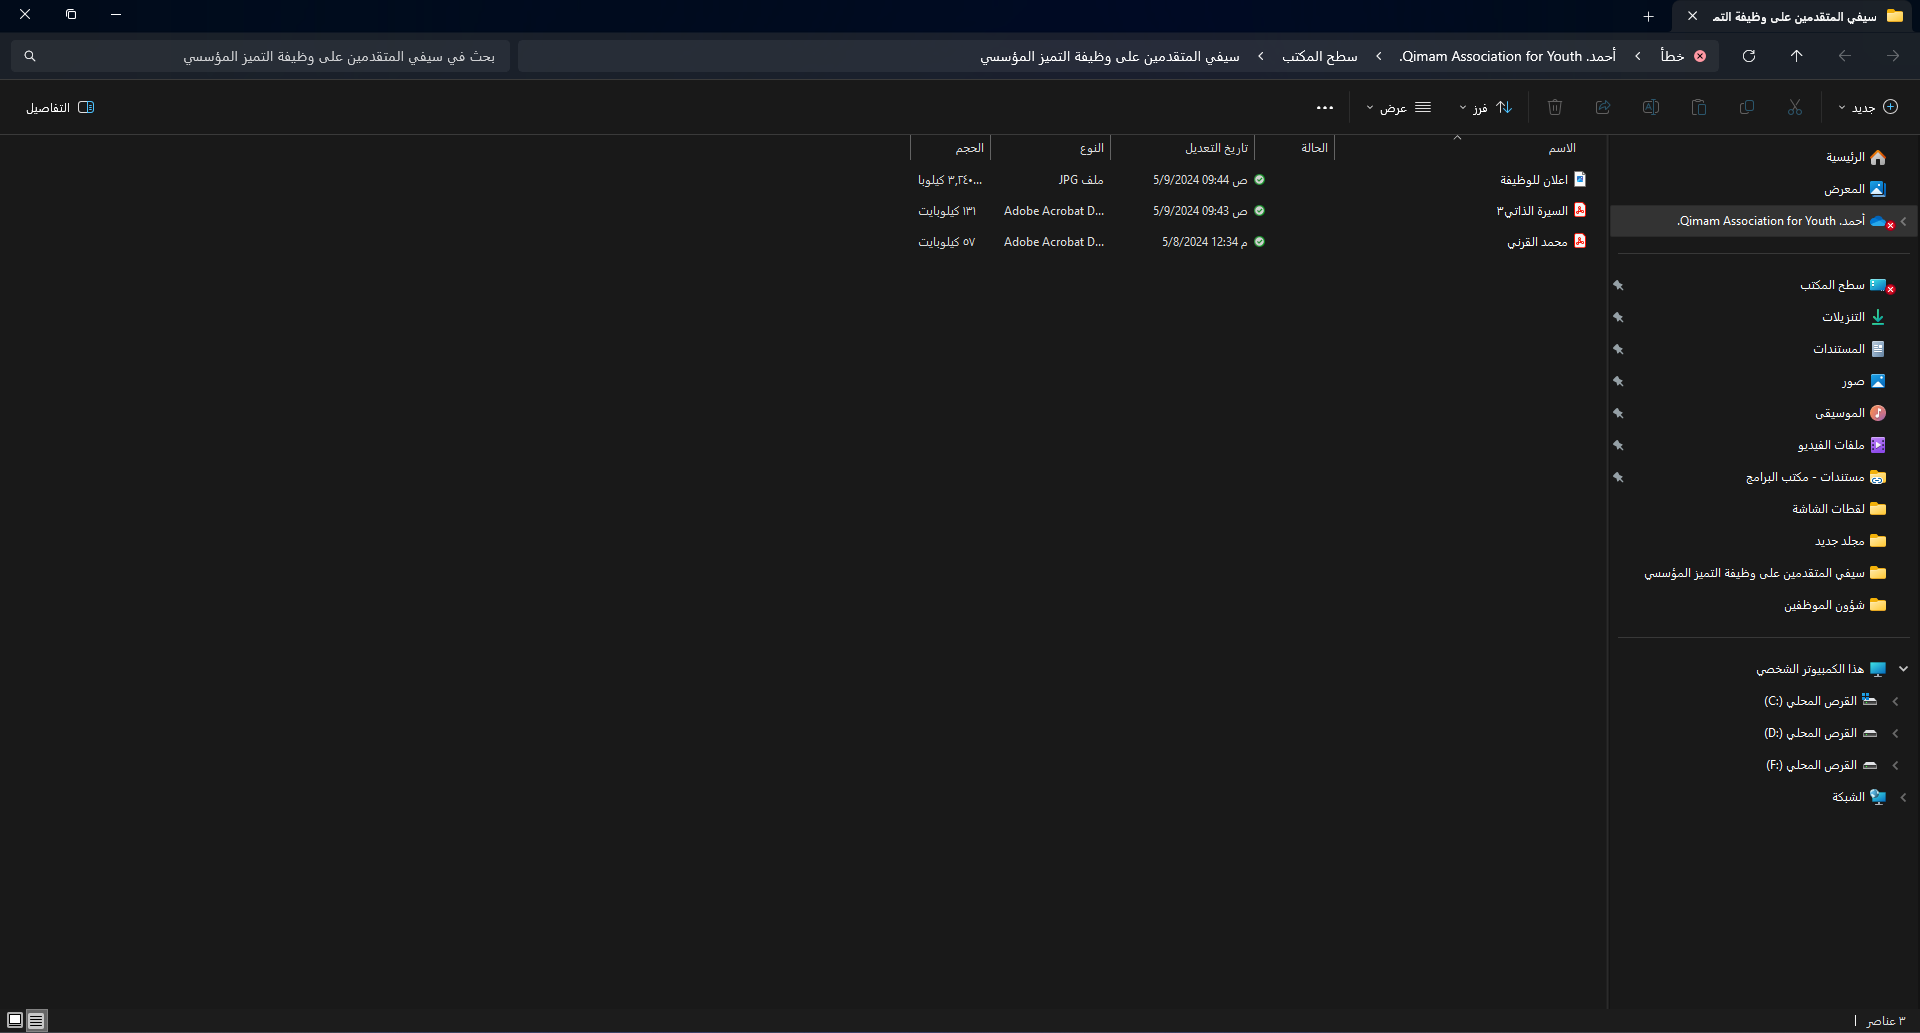 سيفي المتقدمين على وظيفة التم
خطأ
أحمد. Qimam Association for Youth.
سطح المكتب
سيفي المتقدمين على وظيفة التميز المؤسسي
بحث في سيفي المتقدمين على وظيفة التميز المؤسسي
جديد
فرز
عرض
التفاصيل
الاسم
الحالة
تاريخ التعديل
النوع
الحجم
اعلان للوظيفة
5/9/2024 09:44 ص
ملف JPG
٣,٢٤٠ كيلوبا...
السيرة الذاتي٣
5/9/2024 09:43 ص
Adobe Acrobat D...
١٣١ كيلوبايت
محمد القرني
5/8/2024 12:34 م
Adobe Acrobat D...
٥٧ كيلوبايت
الرئيسية
المعرض
أحمد. Qimam Association for Youth.
سطح المكتب
التنزيلات
المستندات
صور
الموسيقى
ملفات الفيديو
مستندات - مكتب البرامج
لقطات الشاشة
مجلد جديد
سيفي المتقدمين على وظيفة التميز المؤسسي
شؤون الموظفين
هذا الكمبيوتر الشخصي
القرص المحلي (C:)
القرص المحلي (D:)
القرص المحلي (F:)
الشبكة
٣ عناصر